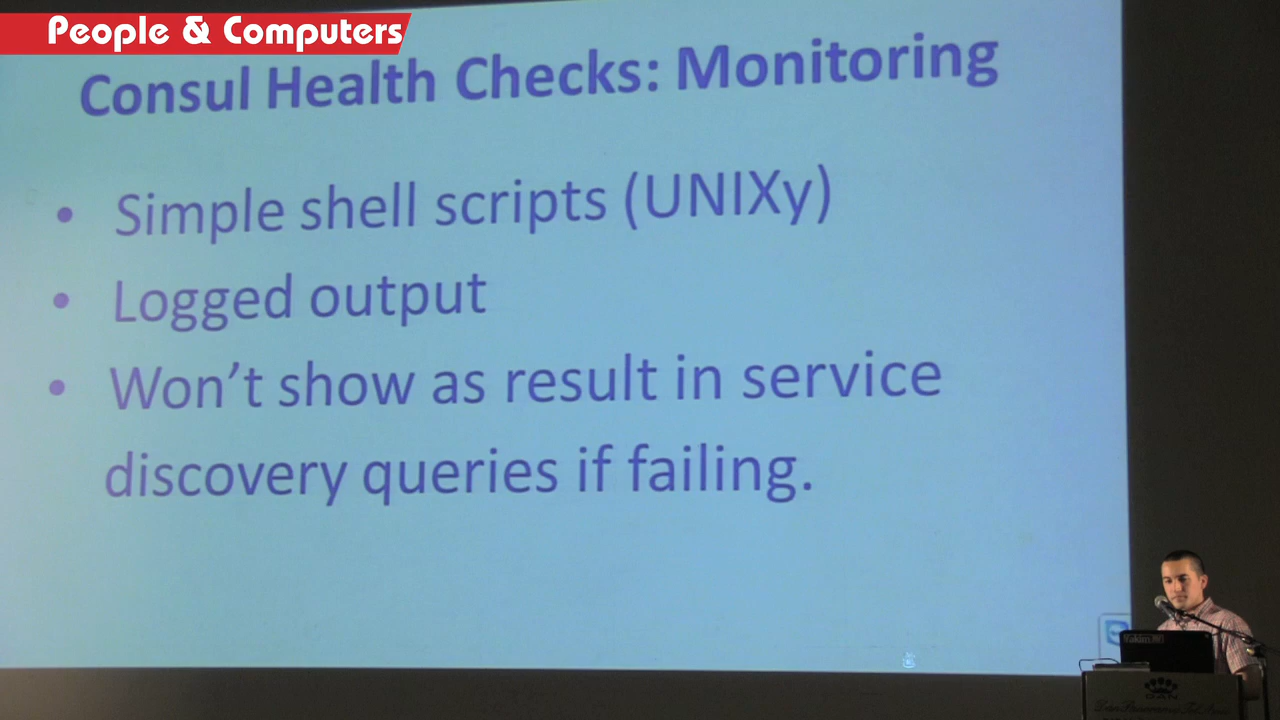 People & Computers
Consul Health Checks: Monitoring
• Simple shell scripts (UNIXy)
• Logged output
• Won’t show as result in service
discovery queries if failing.
DAN